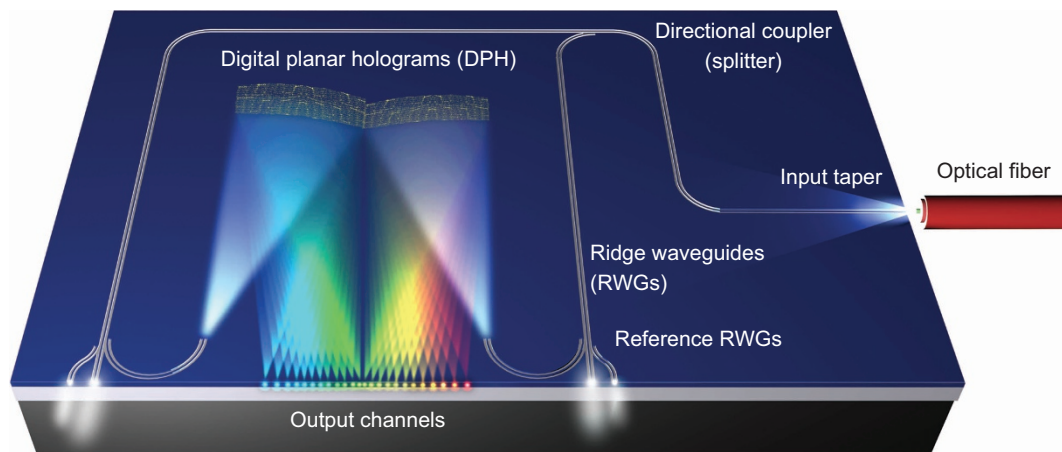 Directional coupler
(splitter)
Digital planar holograms (DPH)
Input taper
Optical fiber
Ridge waveguides
(RWGs)
Reference RWGs
Output channels